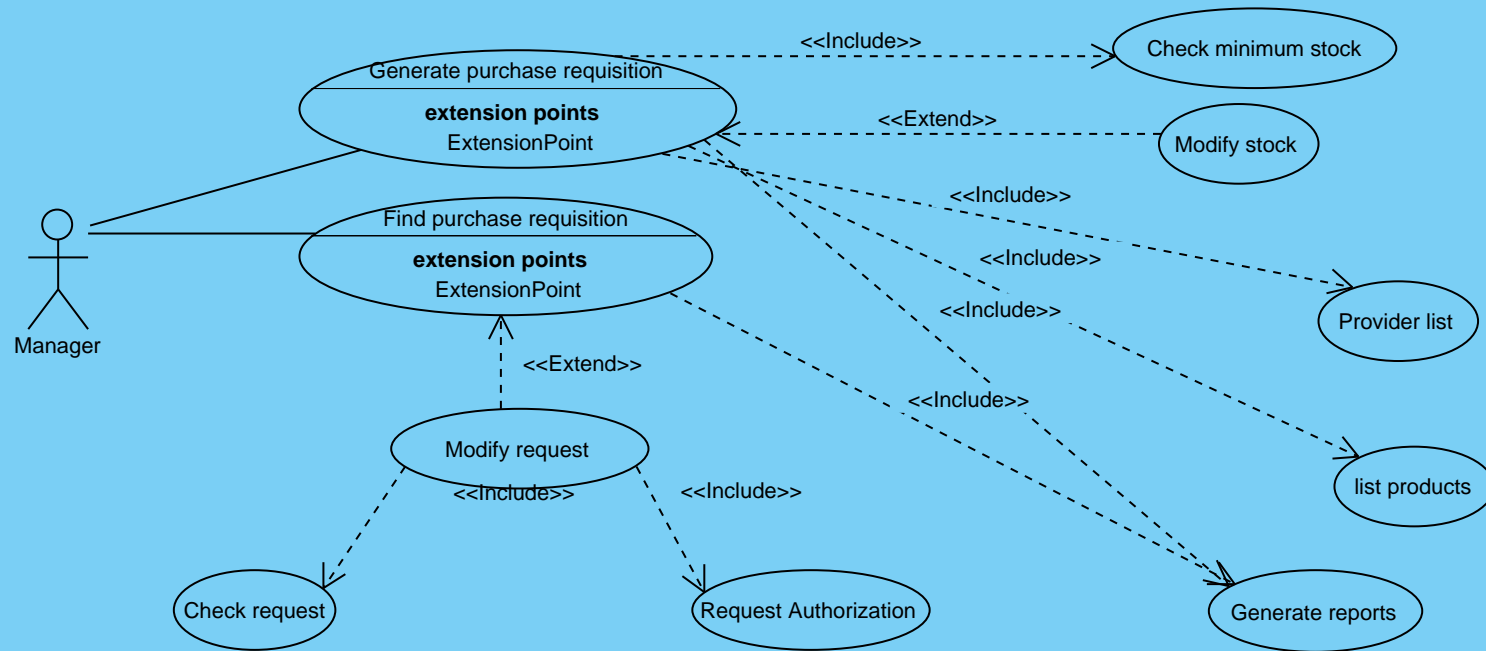 <<Include>>
Check minimum stock
Generate purchase requisition
extension points
ExtensionPoint
<<Extend>>
Modify stock
<<Include>>
Find purchase requisition
extension points
ExtensionPoint
<<Include>>
Manager
<<Include>>
Provider list
<<Extend>>
<<Include>>
Modify request
<<Include>>
<<Include>>
list products
Check request
Request Authorization
Generate reports